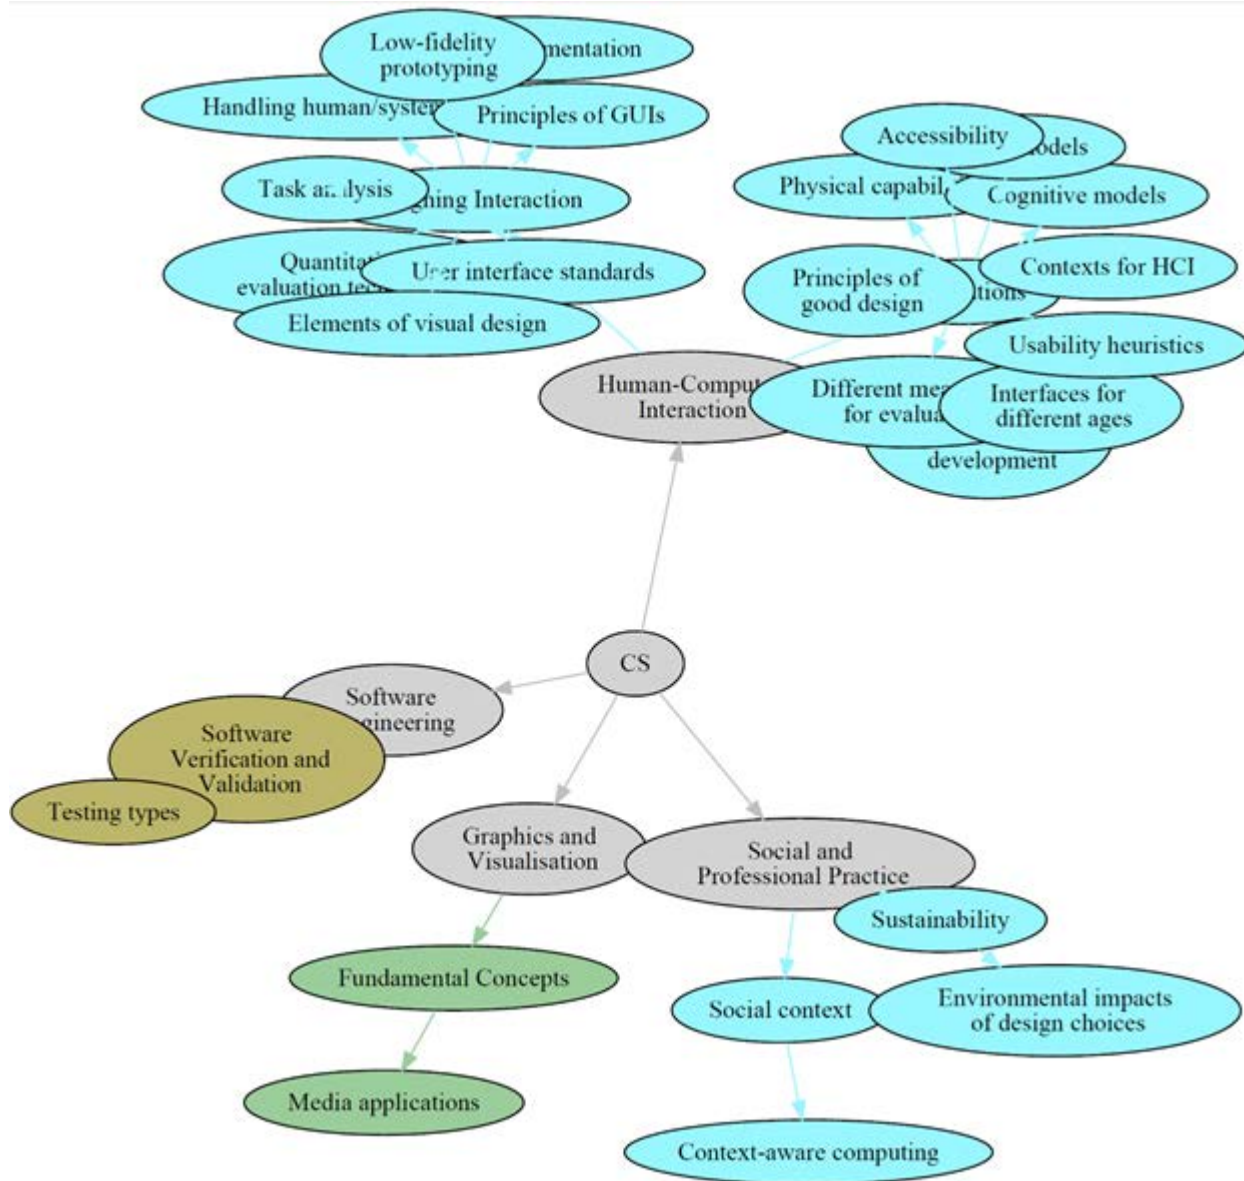 Low-fidelity
prototyping
mentation
Handling human/system
Principles of GUIs
Task analysis
ning Interaction
Quantitati
evaluation tec
User interface standards
Elements of visual design
Accessibility
odels
Physical capabil
Cognitive models
Principles of
good design
Contexts for HCI
tions
Usability heuristics
Human-Comput
Interaction
Different mea
for evalua
Interfaces for
different ages
development
CS
Software
gineering
Software
Verification and
Validation
Testing types
Graphics and
Visualisation
Social and
Professional Practice
Sustainability
Fundamental Concepts
Social context
Environmental impacts
of design choices
Media applications
Context-aware computing